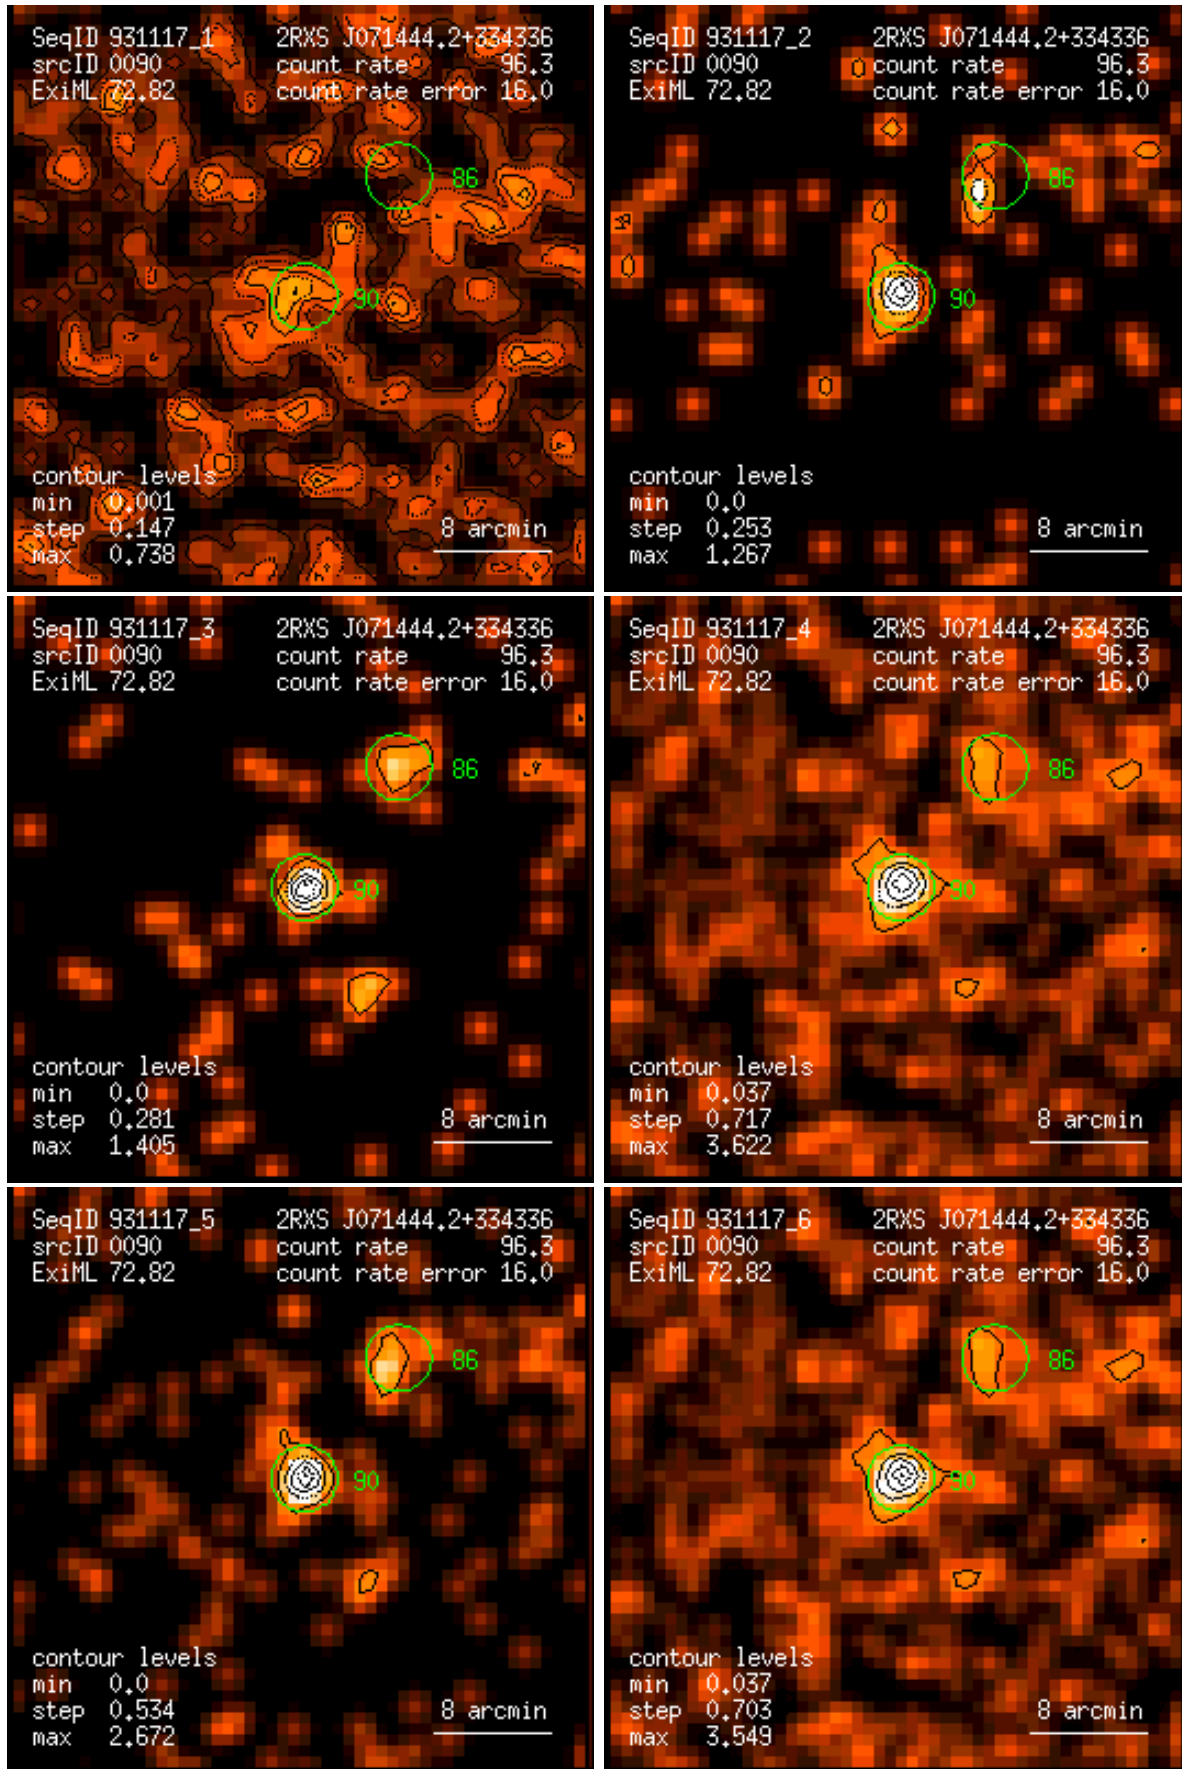 SeqID 931117_1 2RXS J071444.2+334336
srcID 0090 count rate 96.3
ExiML 72.82 count rate error 16.0
86
90
contour levels
min 0.001
step 0.147 8 arcmin
max 0.738
SeqID 931117_2 2RXS J071444.2+334336
srcID 0090 count rate 96.3
ExiML 72.82 count rate error 16.0
86
90
contour levels
min 0.0
step 0.253 8 arcmin
max 1.267
SeqID 931117_3 2RXS J071444.2+334336
srcID 0090 count rate 96.3
ExiML 72.82 count rate error 16.0
86
90
contour levels
min 0.0
step 0.281 8 arcmin
max 1.405
SeqID 931117_4 2RXS J071444.2+334336
srcID 0090 count rate 96.3
ExiML 72.82 count rate error 16.0
86
90
contour levels
min 0.037
step 0.717 8 arcmin
max 3.622
SeqID 931117_5 2RXS J071444.2+334336
srcID 0090 count rate 96.3
ExiML 72.82 count rate error 16.0
86
90
contour levels
min 0.0
step 0.534 8 arcmin
max 2.672
SeqID 931117_6 2RXS J071444.2+334336
srcID 0090 count rate 96.3
ExiML 72.82 count rate error 16.0
86
90
contour levels
min 0.037
step 0.703 8 arcmin
max 3.549